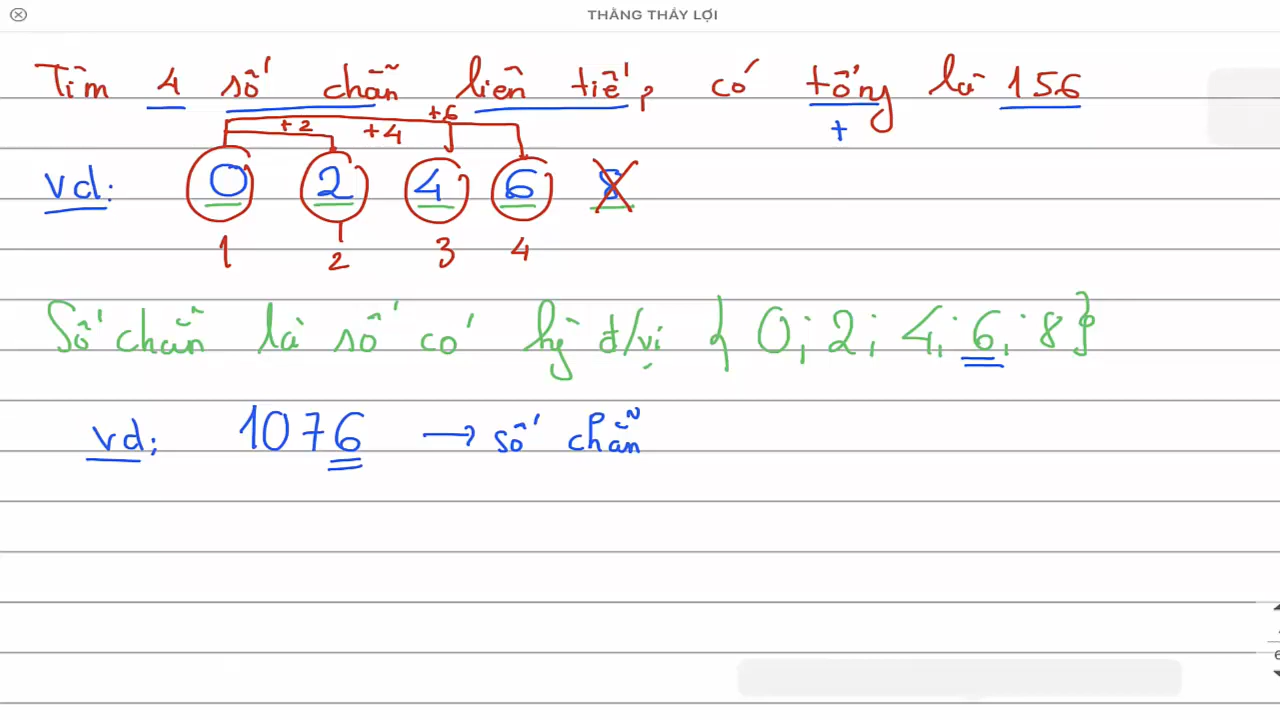 THẰNG THẦY LỢI
Tìm 4 số chẵn liên tiếp có tổng là 156
+2 +4 +6 +
vd: 0 2 4 6 8
1 2 3 4
Số chẵn là số có hg đ/vị { 0; 2; 4; 6; 8}
vd: 1076 → số chẵn